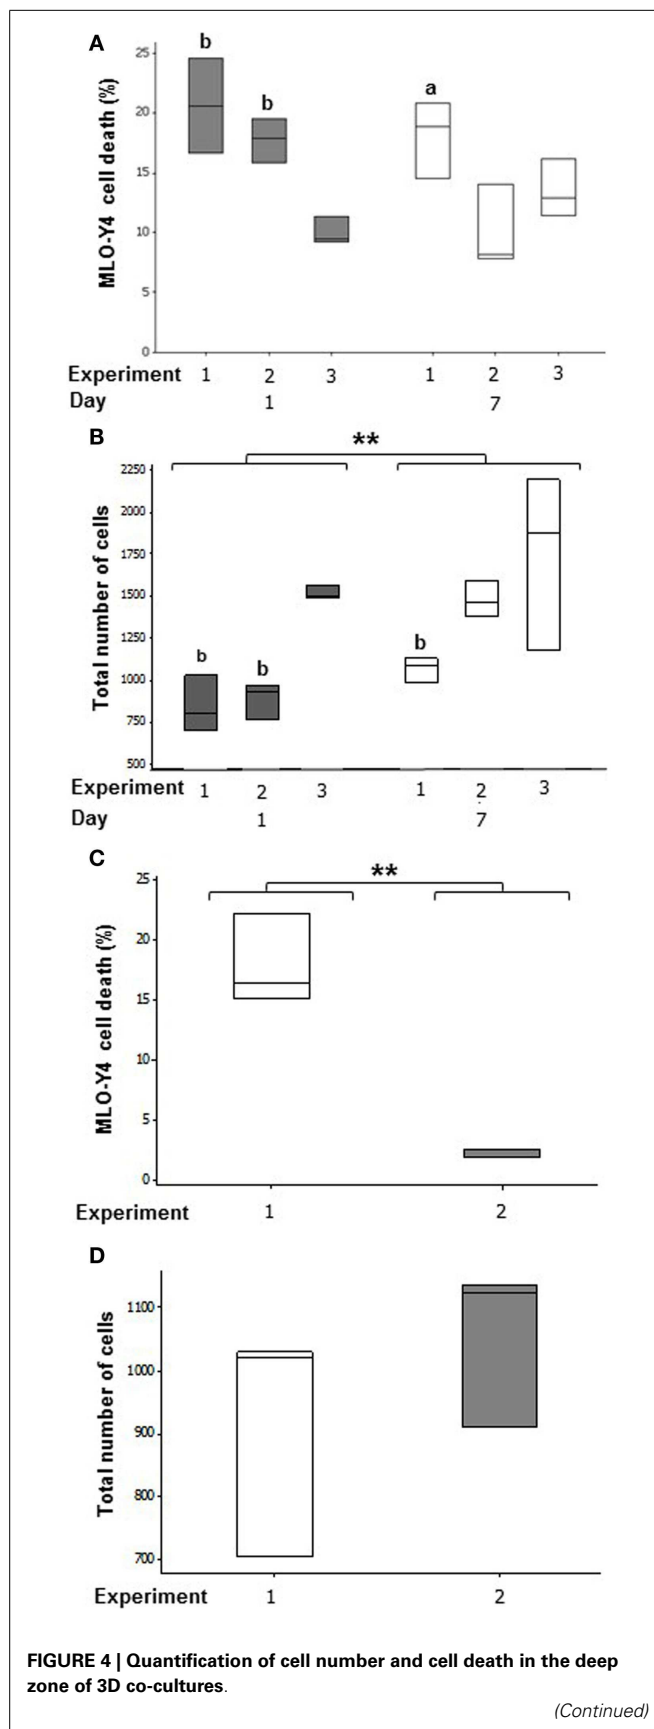 A
MLO-Y4 cell death (%)
25
20
15
10
5
0
b
b
a
Experiment 1 2 3 1 2 3
Day 1 7
B
**
Total number of cells
2250
2000
1750
1500
1250
1000
750
500
b
b
b
Experiment 1 2 3 1 2 3
Day 1 7
C
**
MLO-Y4 cell death (%)
25
20
15
10
5
0
Experiment 1 2
D
Total number of cells
1100
1000
900
800
700
Experiment 1 2
FIGURE 4 | Quantification of cell number and cell death in the deep
zone of 3D co-cultures.
(Continued)